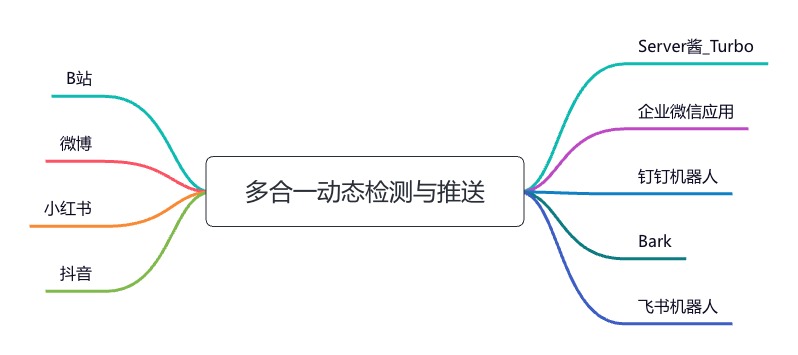 B站
微博
小红书
抖音
多合一动态检测与推送
Server酱_Turbo
企业微信应用
钉钉机器人
Bark
飞书机器人